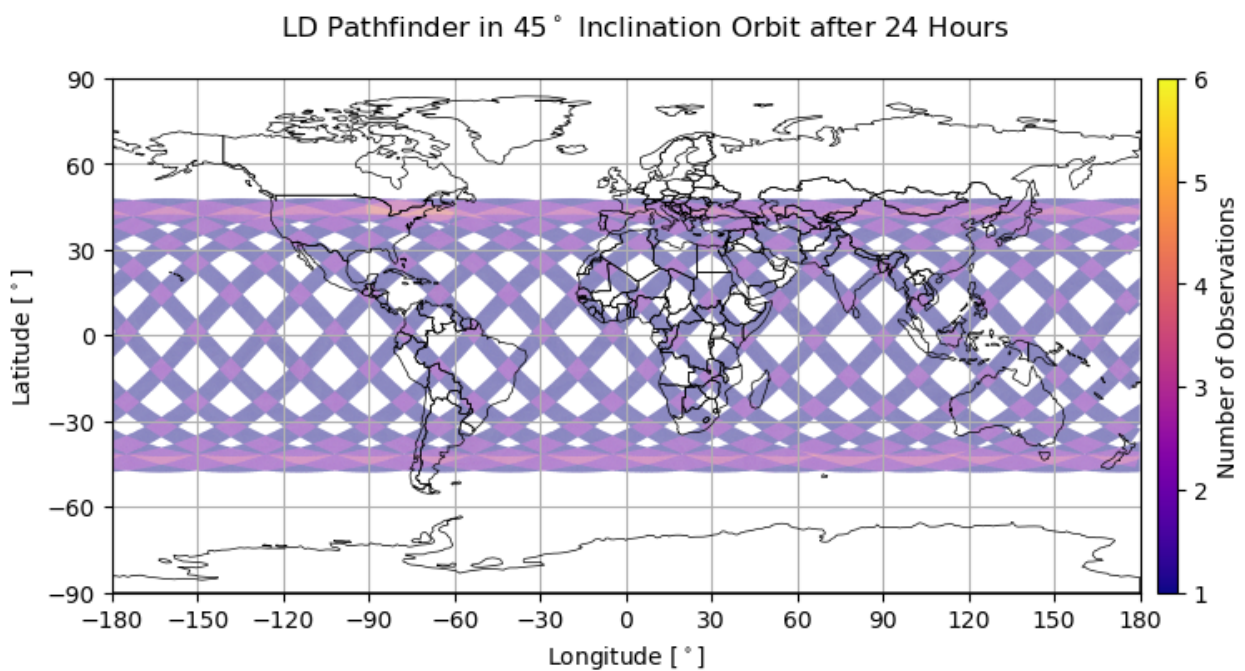 LD Pathfinder in 45° Inclination Orbit after 24 Hours
90
60
30
0
−30
−60
−90
Latitude [°]
−180 −150 −120 −90 −60 −30 0 30 60 90 120 150 180
Longitude [°]
6
5
4
3
2
1
Number of Observations